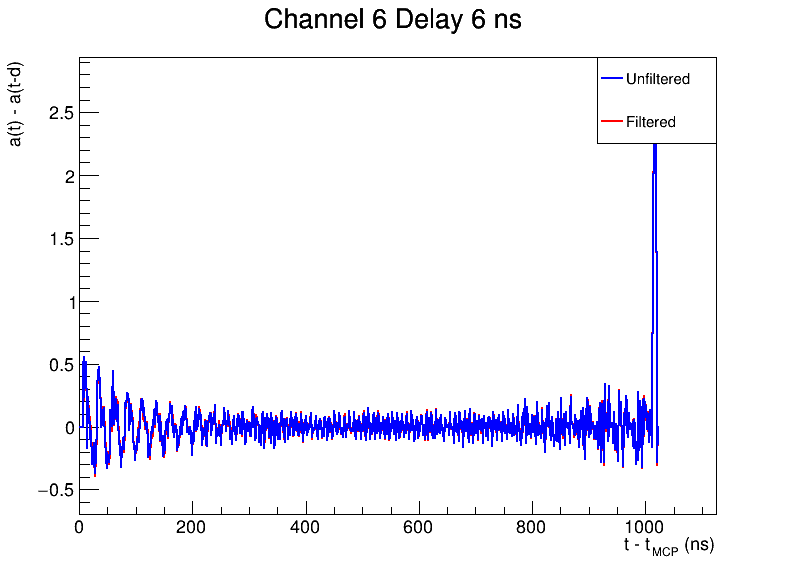 Channel 6 Delay 6 ns
a(t) - a(t-d)
Unfiltered
Filtered
2.5
2
1.5
1
0.5
0
−0.5
0 200 400 600 800 1000
t - t_MCP (ns)